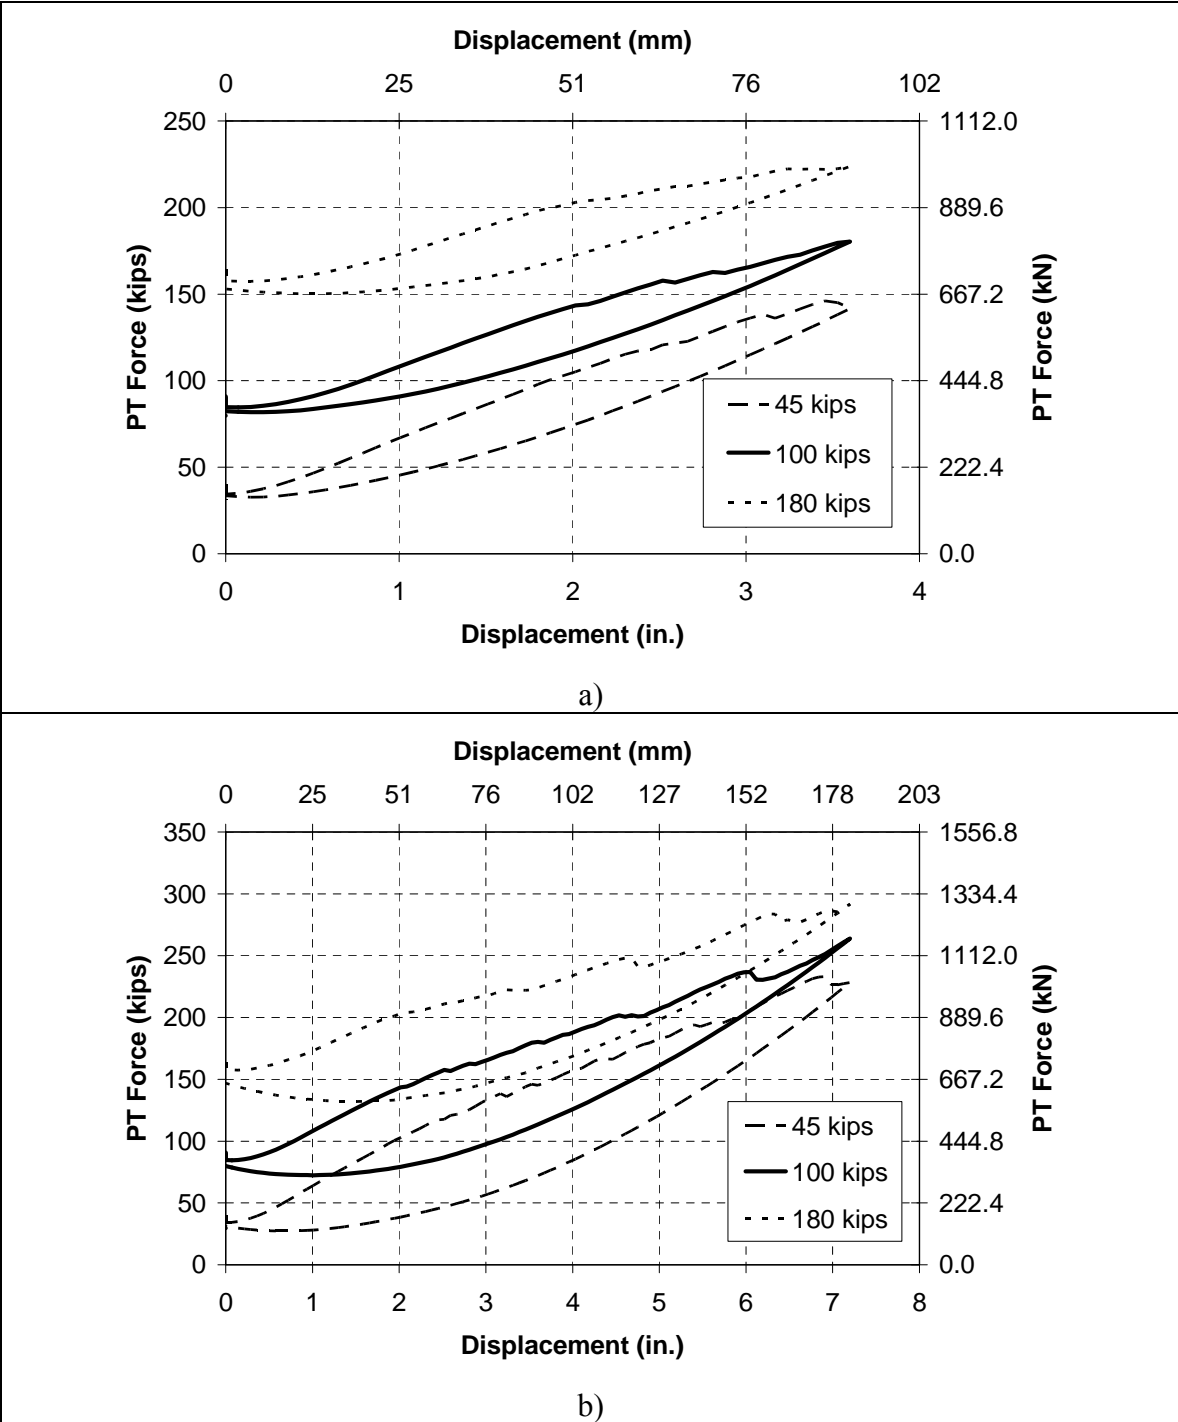 Displacement (mm)
0 25 51 76 102
250 1112.0
200 889.6
150 667.2
100 444.8
50 222.4
0 0.0
PT Force (kips)
PT Force (kN)
45 kips
100 kips
180 kips
0 1 2 3 4
Displacement (in.)
a)
Displacement (mm)
0 25 51 76 102 127 152 178 203
350 1556.8
300 1334.4
250 1112.0
200 889.6
150 667.2
100 444.8
50 222.4
0 0.0
PT Force (kips)
PT Force (kN)
45 kips
100 kips
180 kips
0 1 2 3 4 5 6 7 8
Displacement (in.)
b)